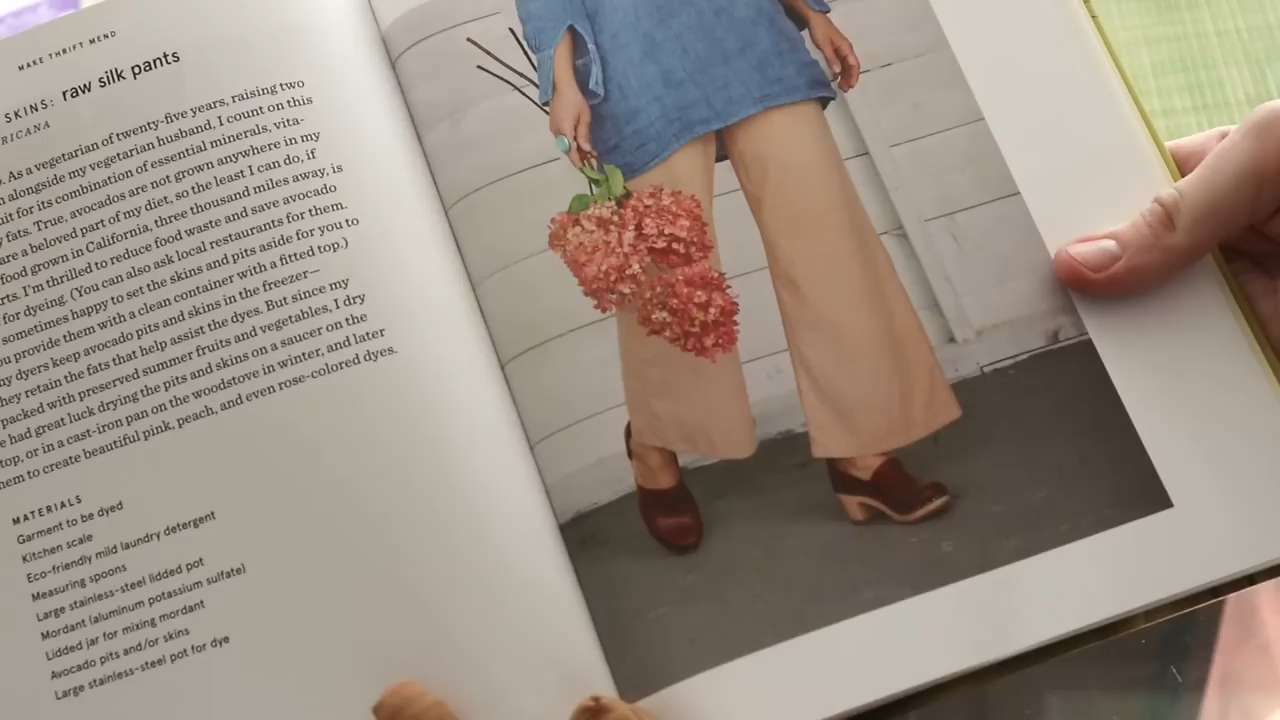 MAKE THRIFT MEND
SKINS: raw silk pants
RICANA
. As a vegetarian of twenty-five years, raising two
alongside my vegetarian husband, I count on this
uit for its combination of essential minerals, vita-
fats. True, avocados are not grown anywhere in my
are a beloved part of my diet, so the least I can do, if
food grown in California, three thousand miles away, is
rts. I'm thrilled to reduce food waste and save avocado
for dyeing. (You can also ask local restaurants for them.
sometimes happy to set the skins and pits aside for you to
ou provide them with a clean container with a fitted top.)
ny dyers keep avocado pits and skins in the freezer—
hey retain the fats that help assist the dyes. But since my
packed with preserved summer fruits and vegetables, I dry
e had great luck drying the pits and skins on a saucer on the
top, or in a cast-iron pan on the woodstove in winter, and later
hem to create beautiful pink, peach, and even rose-colored dyes.
MATERIALS
Garment to be dyed
Kitchen scale
Eco-friendly mild laundry detergent
Measuring spoons
Large stainless-steel lidded pot
Mordant (aluminum potassium sulfate)
Lidded jar for mixing mordant
Avocado pits and/or skins
Large stainless-steel pot for dye